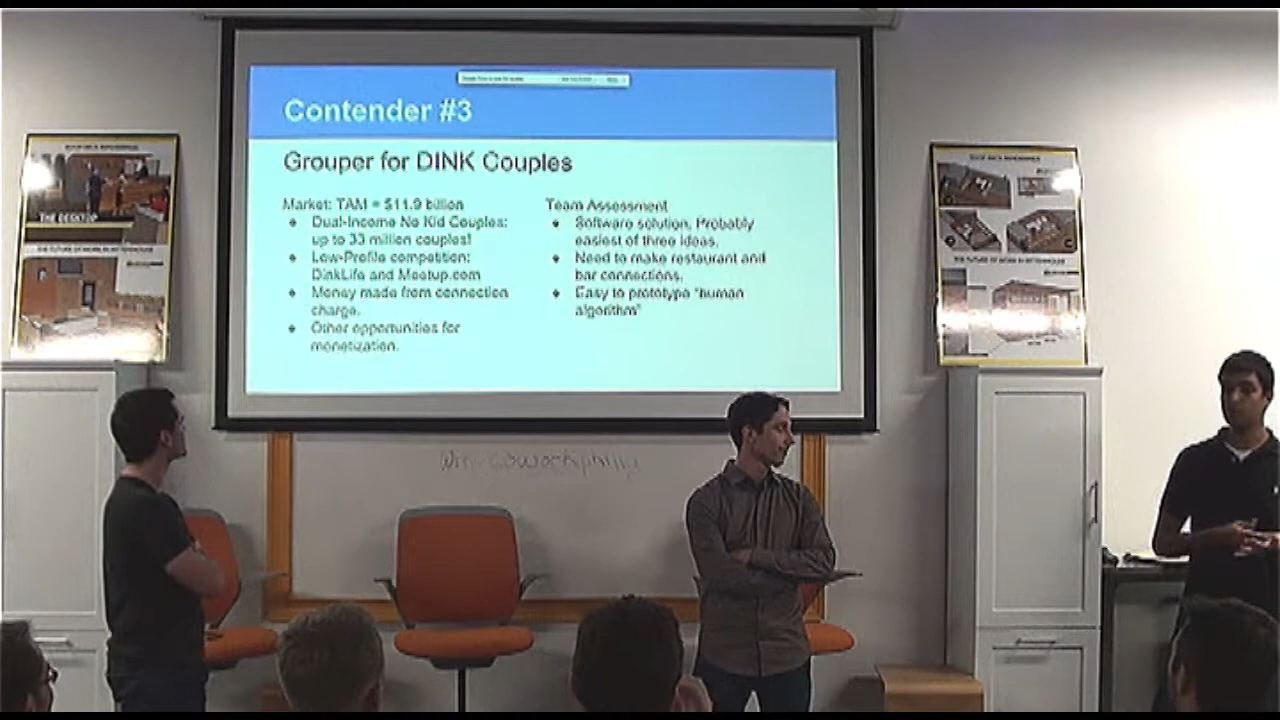 Contender #3
Grouper for DINK Couples
Market: TAM = $11.9 billion
Dual-Income No Kid Couples:
up to 33 million couples!
Low-Profile competition:
DinkLife and Meetup.com
Money made from connection
charge.
Other opportunities for
monetization.
Team Assessment
Software solution, Probably
easiest of three ideas.
Need to make restaurant and
bar connections.
Easy to prototype "human
algorithm"
THE DESKTOP
coworkphilly